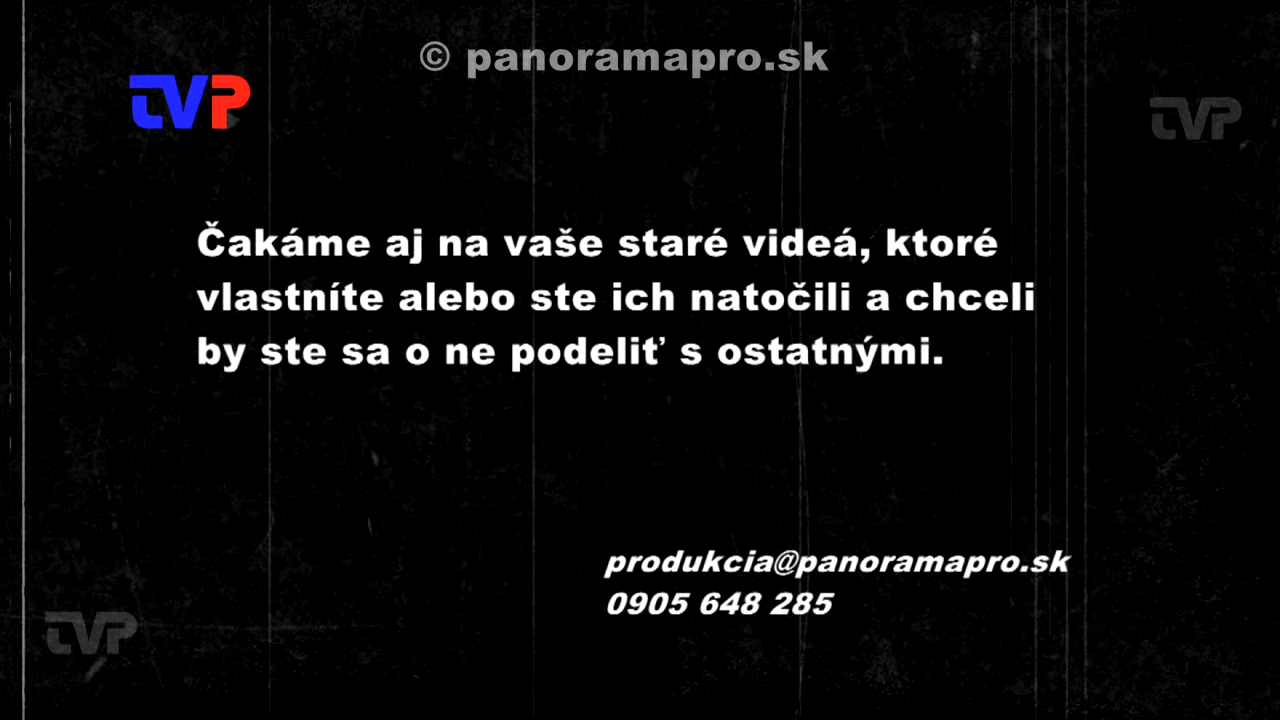 © panoramapro.sk
TVP
TVP
Čakáme aj na vaše staré videá, ktoré
vlastníte alebo ste ich natočili a chceli
by ste sa o ne podeliť s ostatnými.
produkcia@panoramapro.sk
0905 648 285
TVP